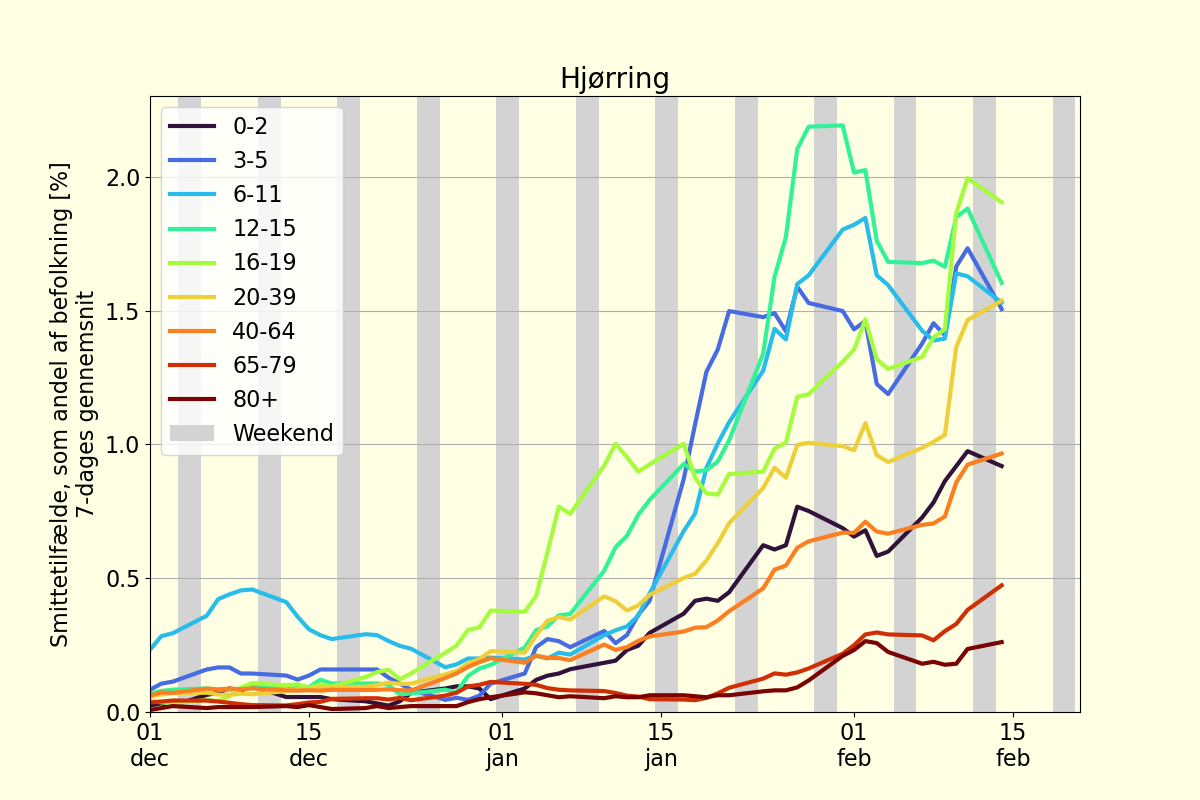 Hjørring
Smittetilfælde, som andel af befolkning [%]
7-dages gennemsnit
2.0
1.5
1.0
0.5
0.0
0-2
3-5
6-11
12-15
16-19
20-39
40-64
65-79
80+
Weekend
01 15 01 15 01 15
dec dec jan jan feb feb